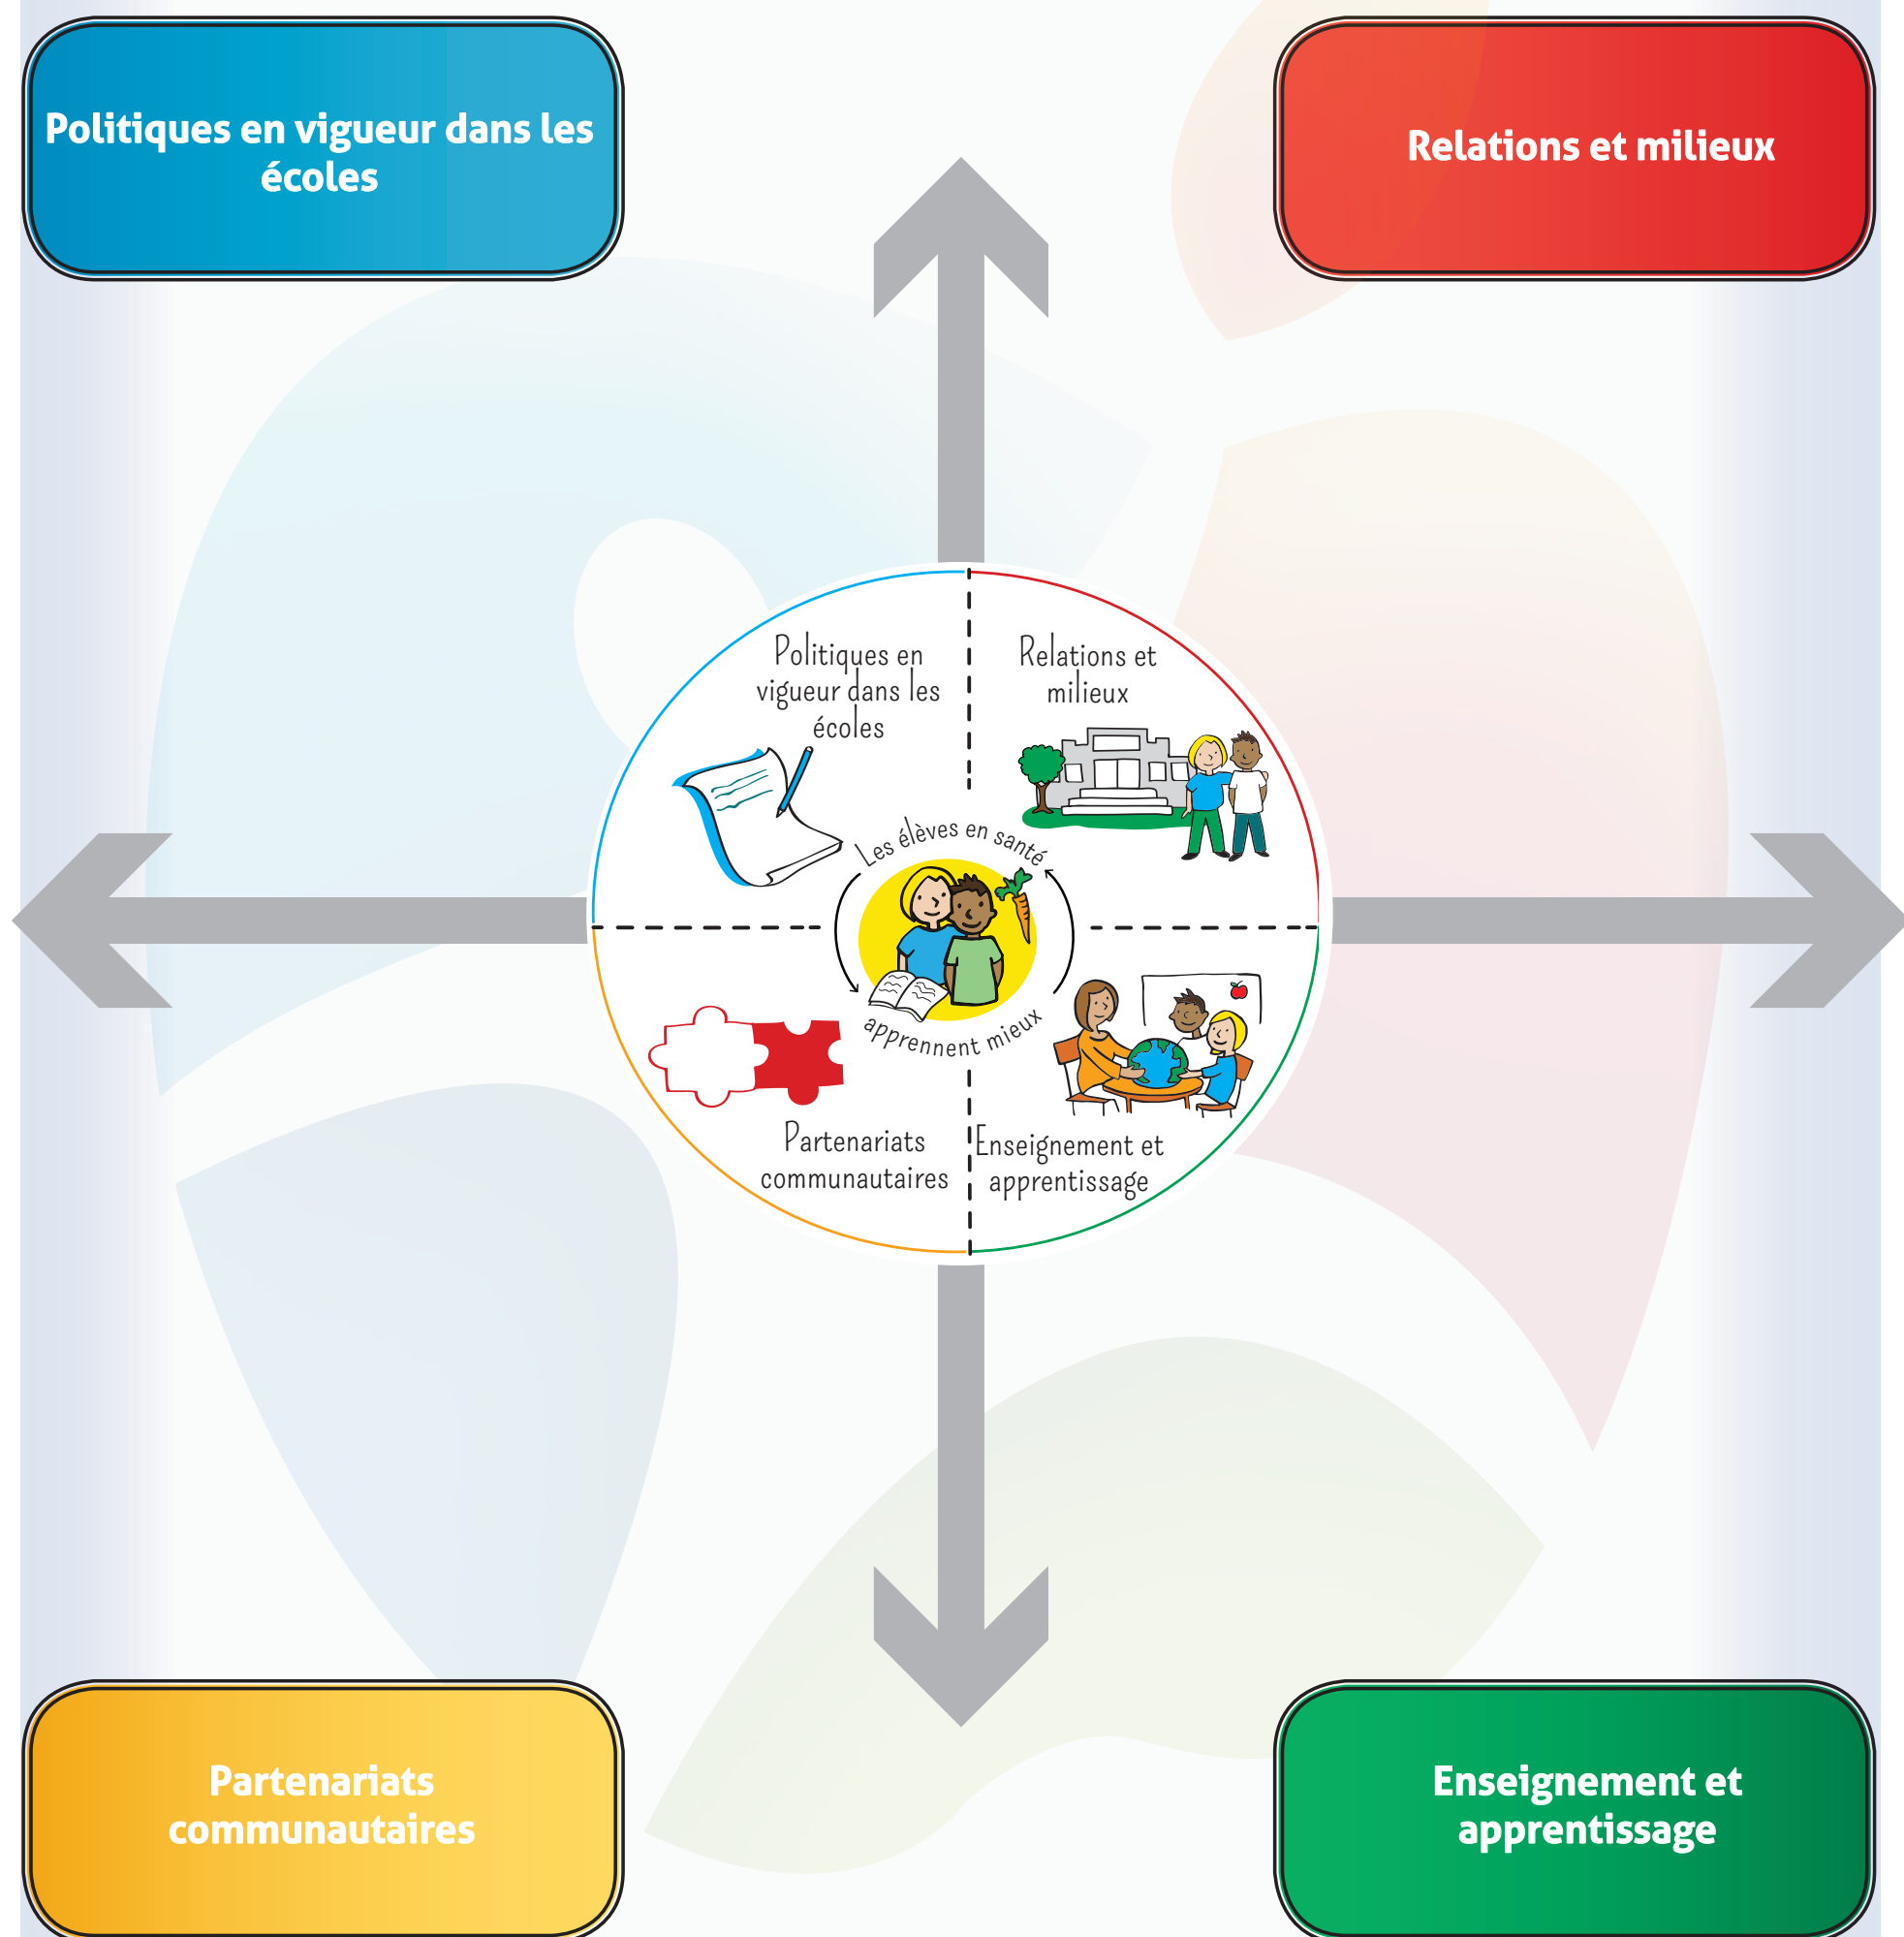 Politiques en vigueur dans les
écoles
Relations et milieux
Politiques en
vigueur dans les
écoles
Relations et
milieux
Les élèves en santé
apprennent mieux
Partenariats
communautaires
Enseignement et
apprentissage
Partenariats
communautaires
Enseignement et
apprentissage